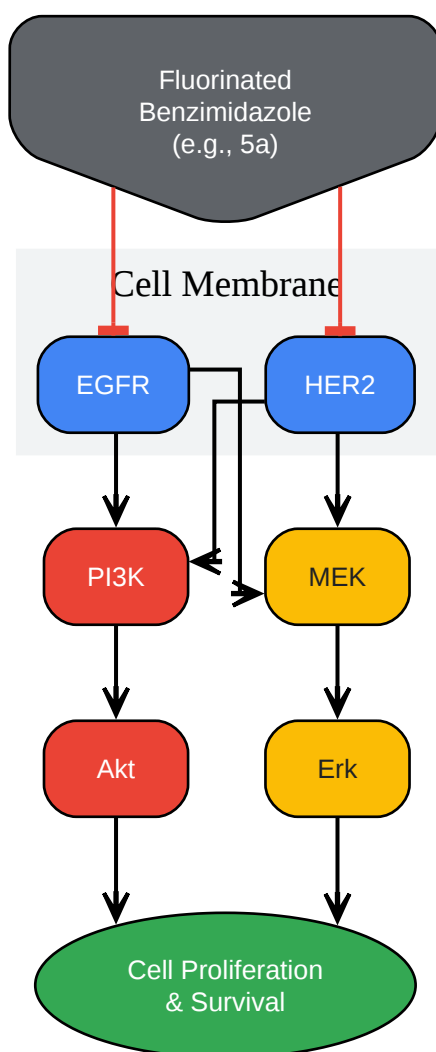 Fluorinated
Benzimidazole
(e.g., 5a)
Cell Membrane
EGFR
HER2
PI3K
MEK
Akt
Erk
Cell Proliferation
& Survival